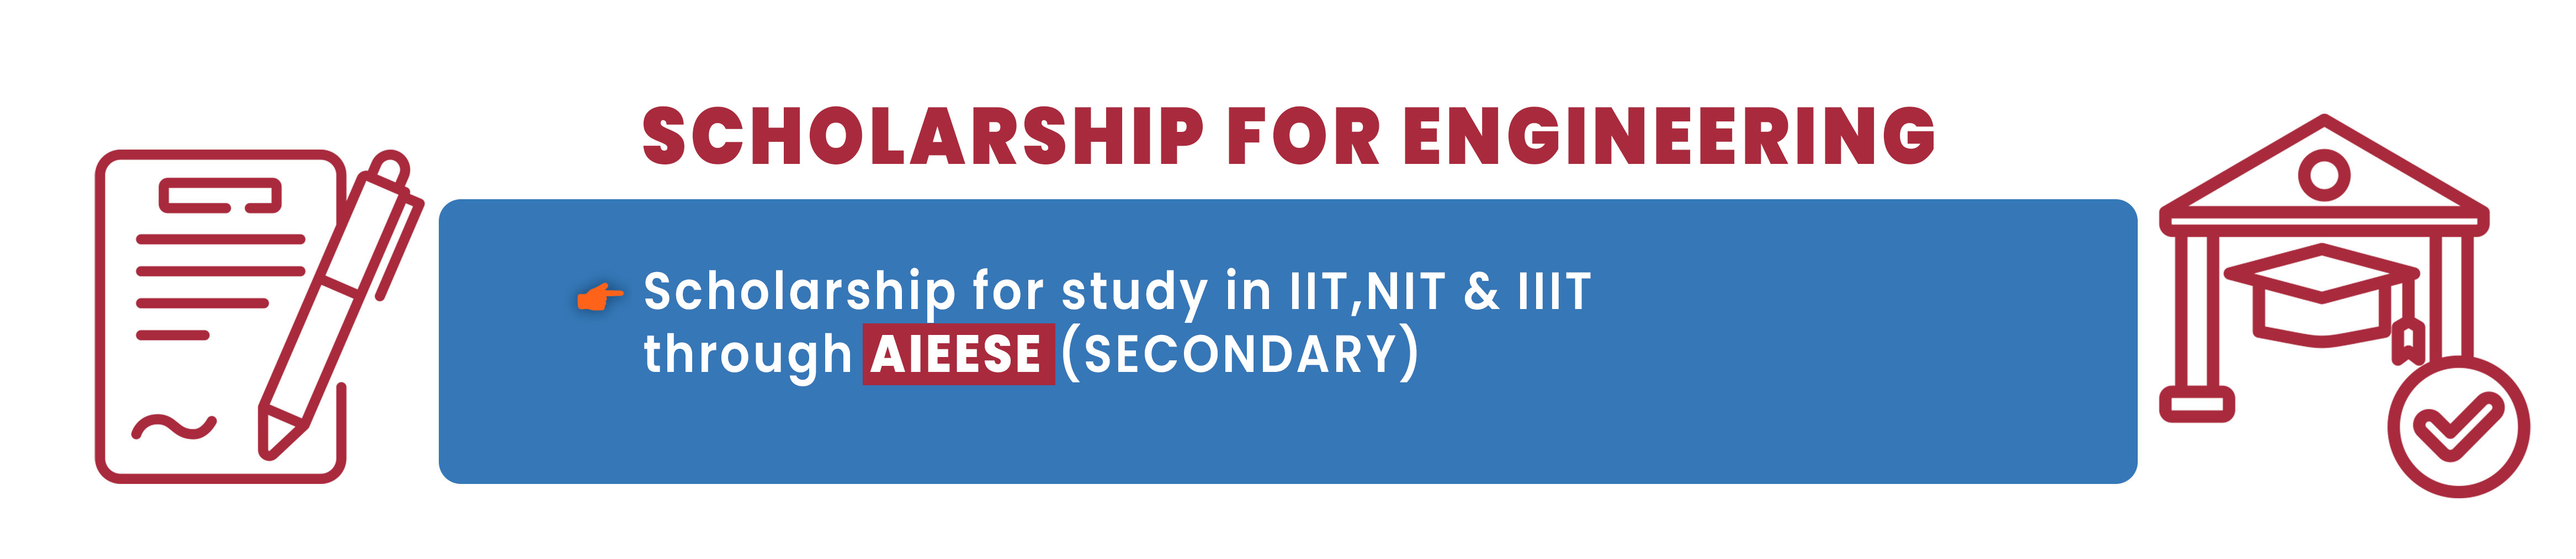 SCHOLARSHIP FOR ENGINEERING
Scholarship for study in IIT,NIT & IIIT
through AIEESE (SECONDARY)